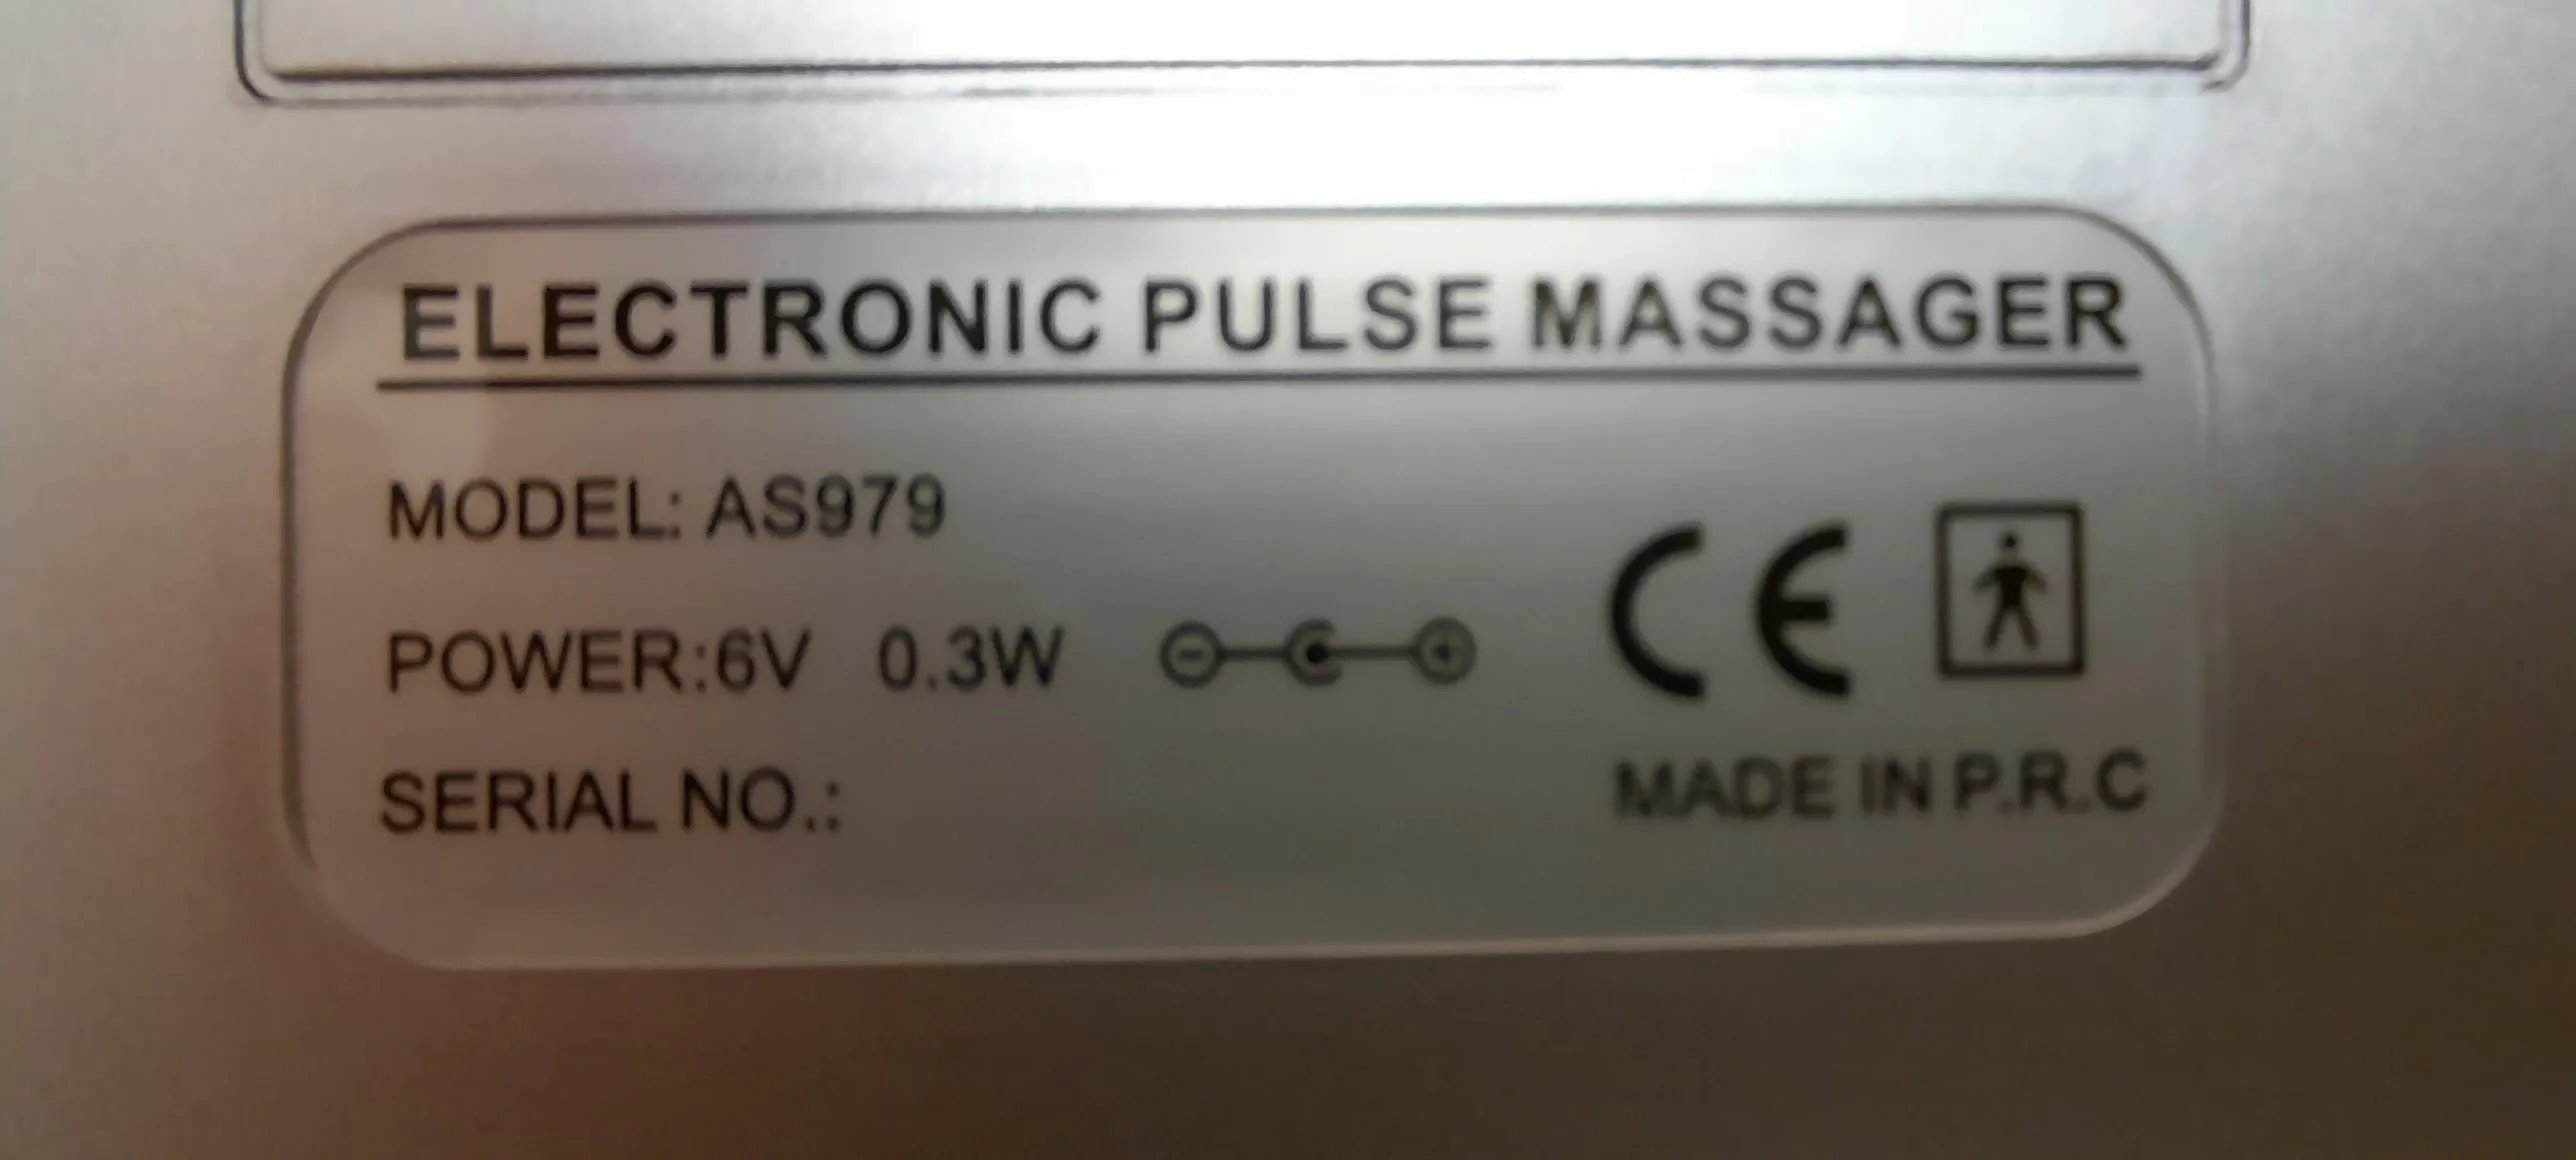 ELECTRONIC PULSE MASSAGER
MODEL: AS979
POWER:6V 0.3W
CE
SERIAL NO.:
MADE IN P.R.C